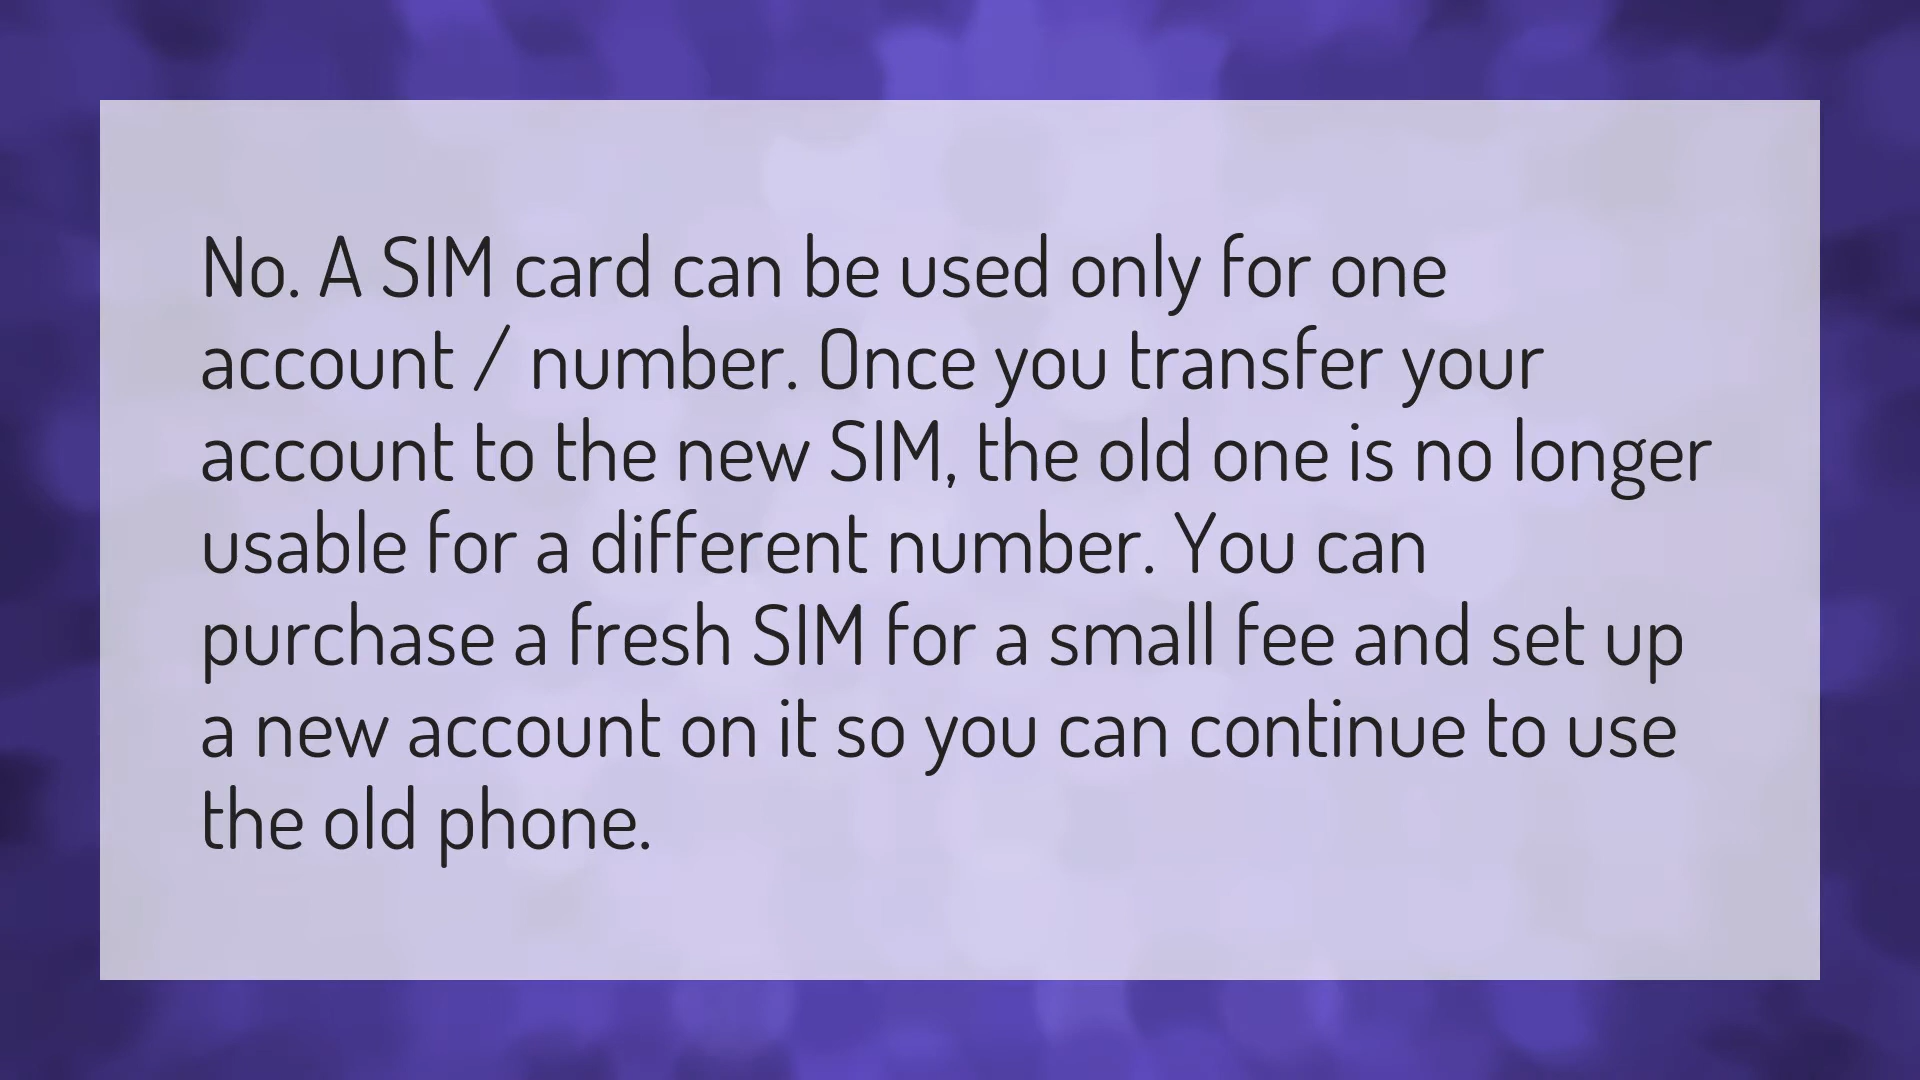 No. A SIM card can be used only for one
account / number. Once you transfer your
account to the new SIM, the old one is no longer
usable for a different number. You can
purchase a fresh SIM for a small fee and set up
a new account on it so you can continue to use
the old phone.